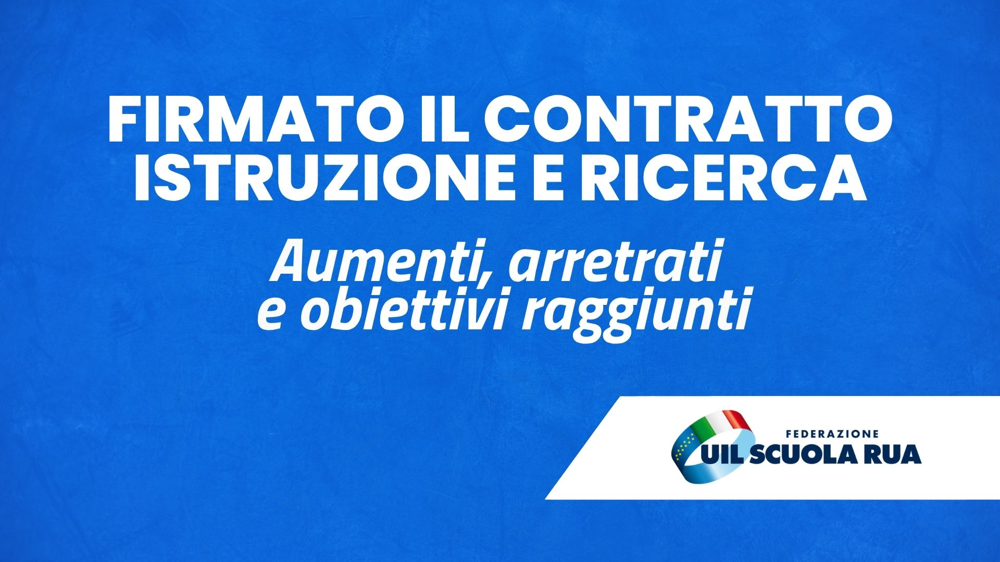 FIRMATO IL CONTRATTO
ISTRUZIONE E RICERCA
Aumenti, arretrati
e obiettivi raggiunti
FEDERAZIONE
UIL SCUOLA RUA